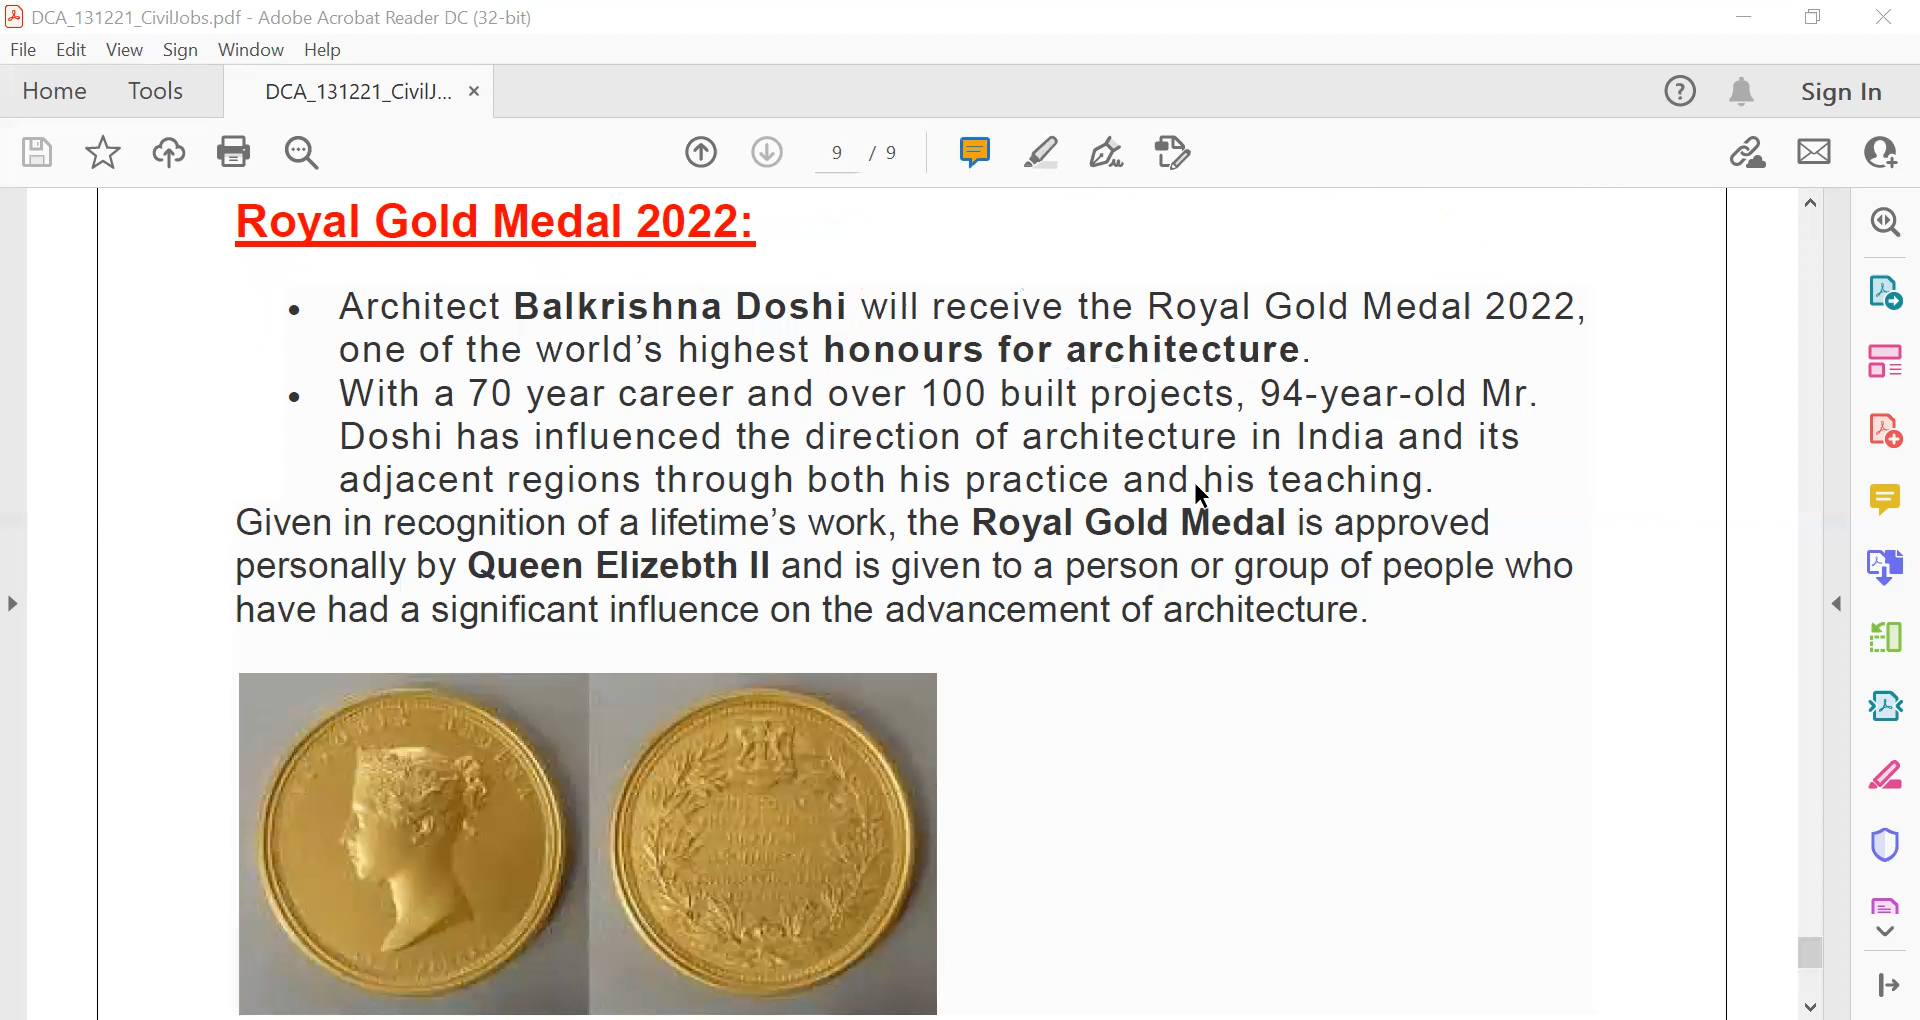 DCA_131221_CivilJobs.pdf - Adobe Acrobat Reader DC (32-bit)
File Edit View Sign Window Help
Home Tools DCA_131221_CivilJ... × Sign In
9 / 9
Royal Gold Medal 2022:
• Architect Balkrishna Doshi will receive the Royal Gold Medal 2022,
one of the world's highest honours for architecture.
• With a 70 year career and over 100 built projects, 94-year-old Mr.
Doshi has influenced the direction of architecture in India and its
adjacent regions through both his practice and his teaching.
Given in recognition of a lifetime's work, the Royal Gold Medal is approved
personally by Queen Elizebth II and is given to a person or group of people who
have had a significant influence on the advancement of architecture.